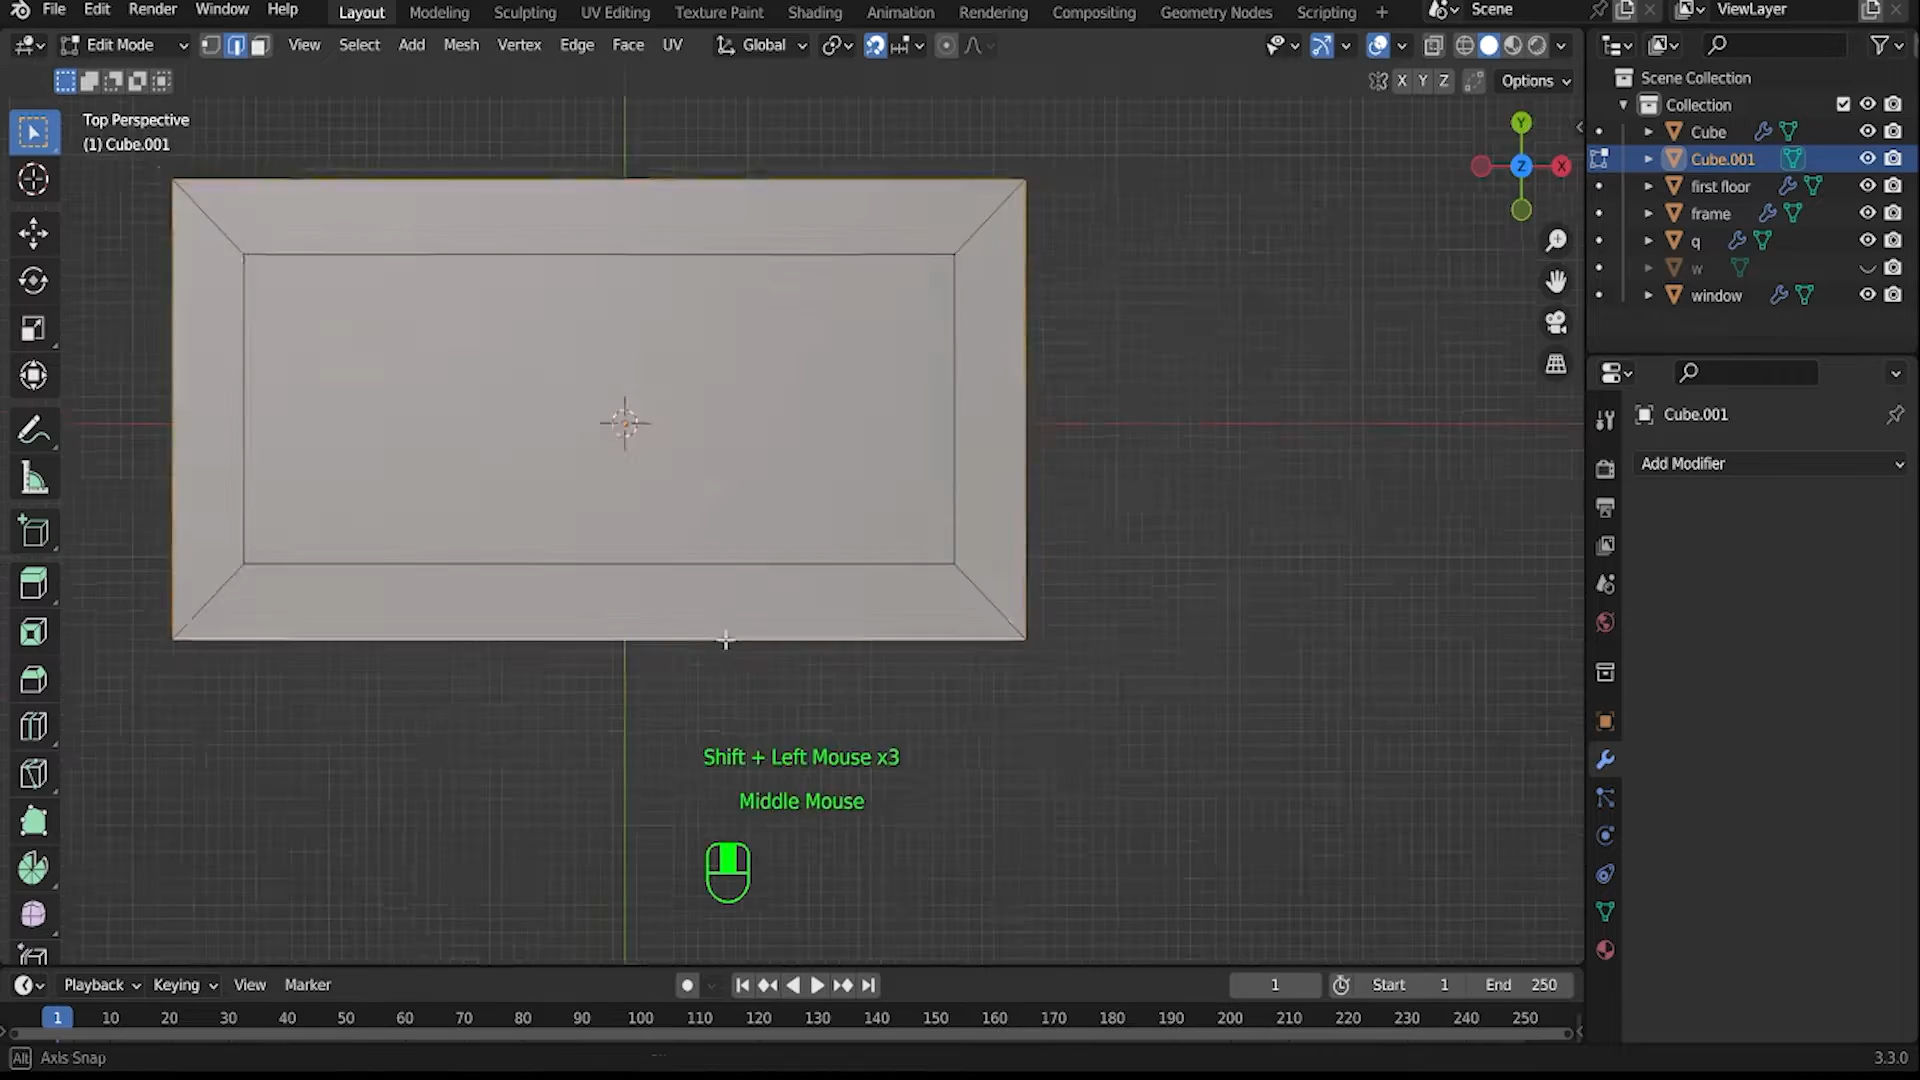 File Edit Render Window Help Layout Modeling Sculpting UV Editing Texture Paint Shading Animation Rendering Compositing Geometry Nodes Scripting + Scene ViewLayer
Edit Mode View Select Add Mesh Vertex Edge Face UV Global
X Y Z Options
Top Perspective
(1) Cube.001
Y
X
Z
Scene Collection
Collection
Cube
Cube.001
first floor
frame
q
w
window
Cube.001
Add Modifier
Shift + Left Mouse x3
Middle Mouse
Playback Keying View Marker 1 Start 1 End 250
1 10 20 30 40 50 60 70 80 90 100 110 120 130 140 150 160 170 180 190 200 210 220 230 240 250
Alt Axis Snap 3.3.0